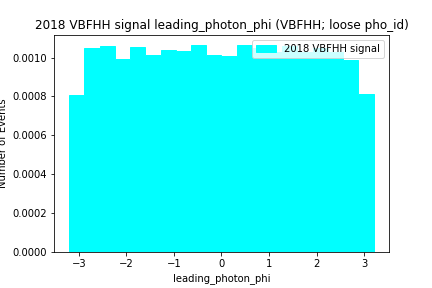 2018 VBFHH signal leading_photon_phi (VBFHH; loose pho_id)
2018 VBFHH signal
0.0010
0.0008
0.0006
0.0004
0.0002
0.0000
Number of Events
−3 −2 −1 0 1 2 3
leading_photon_phi